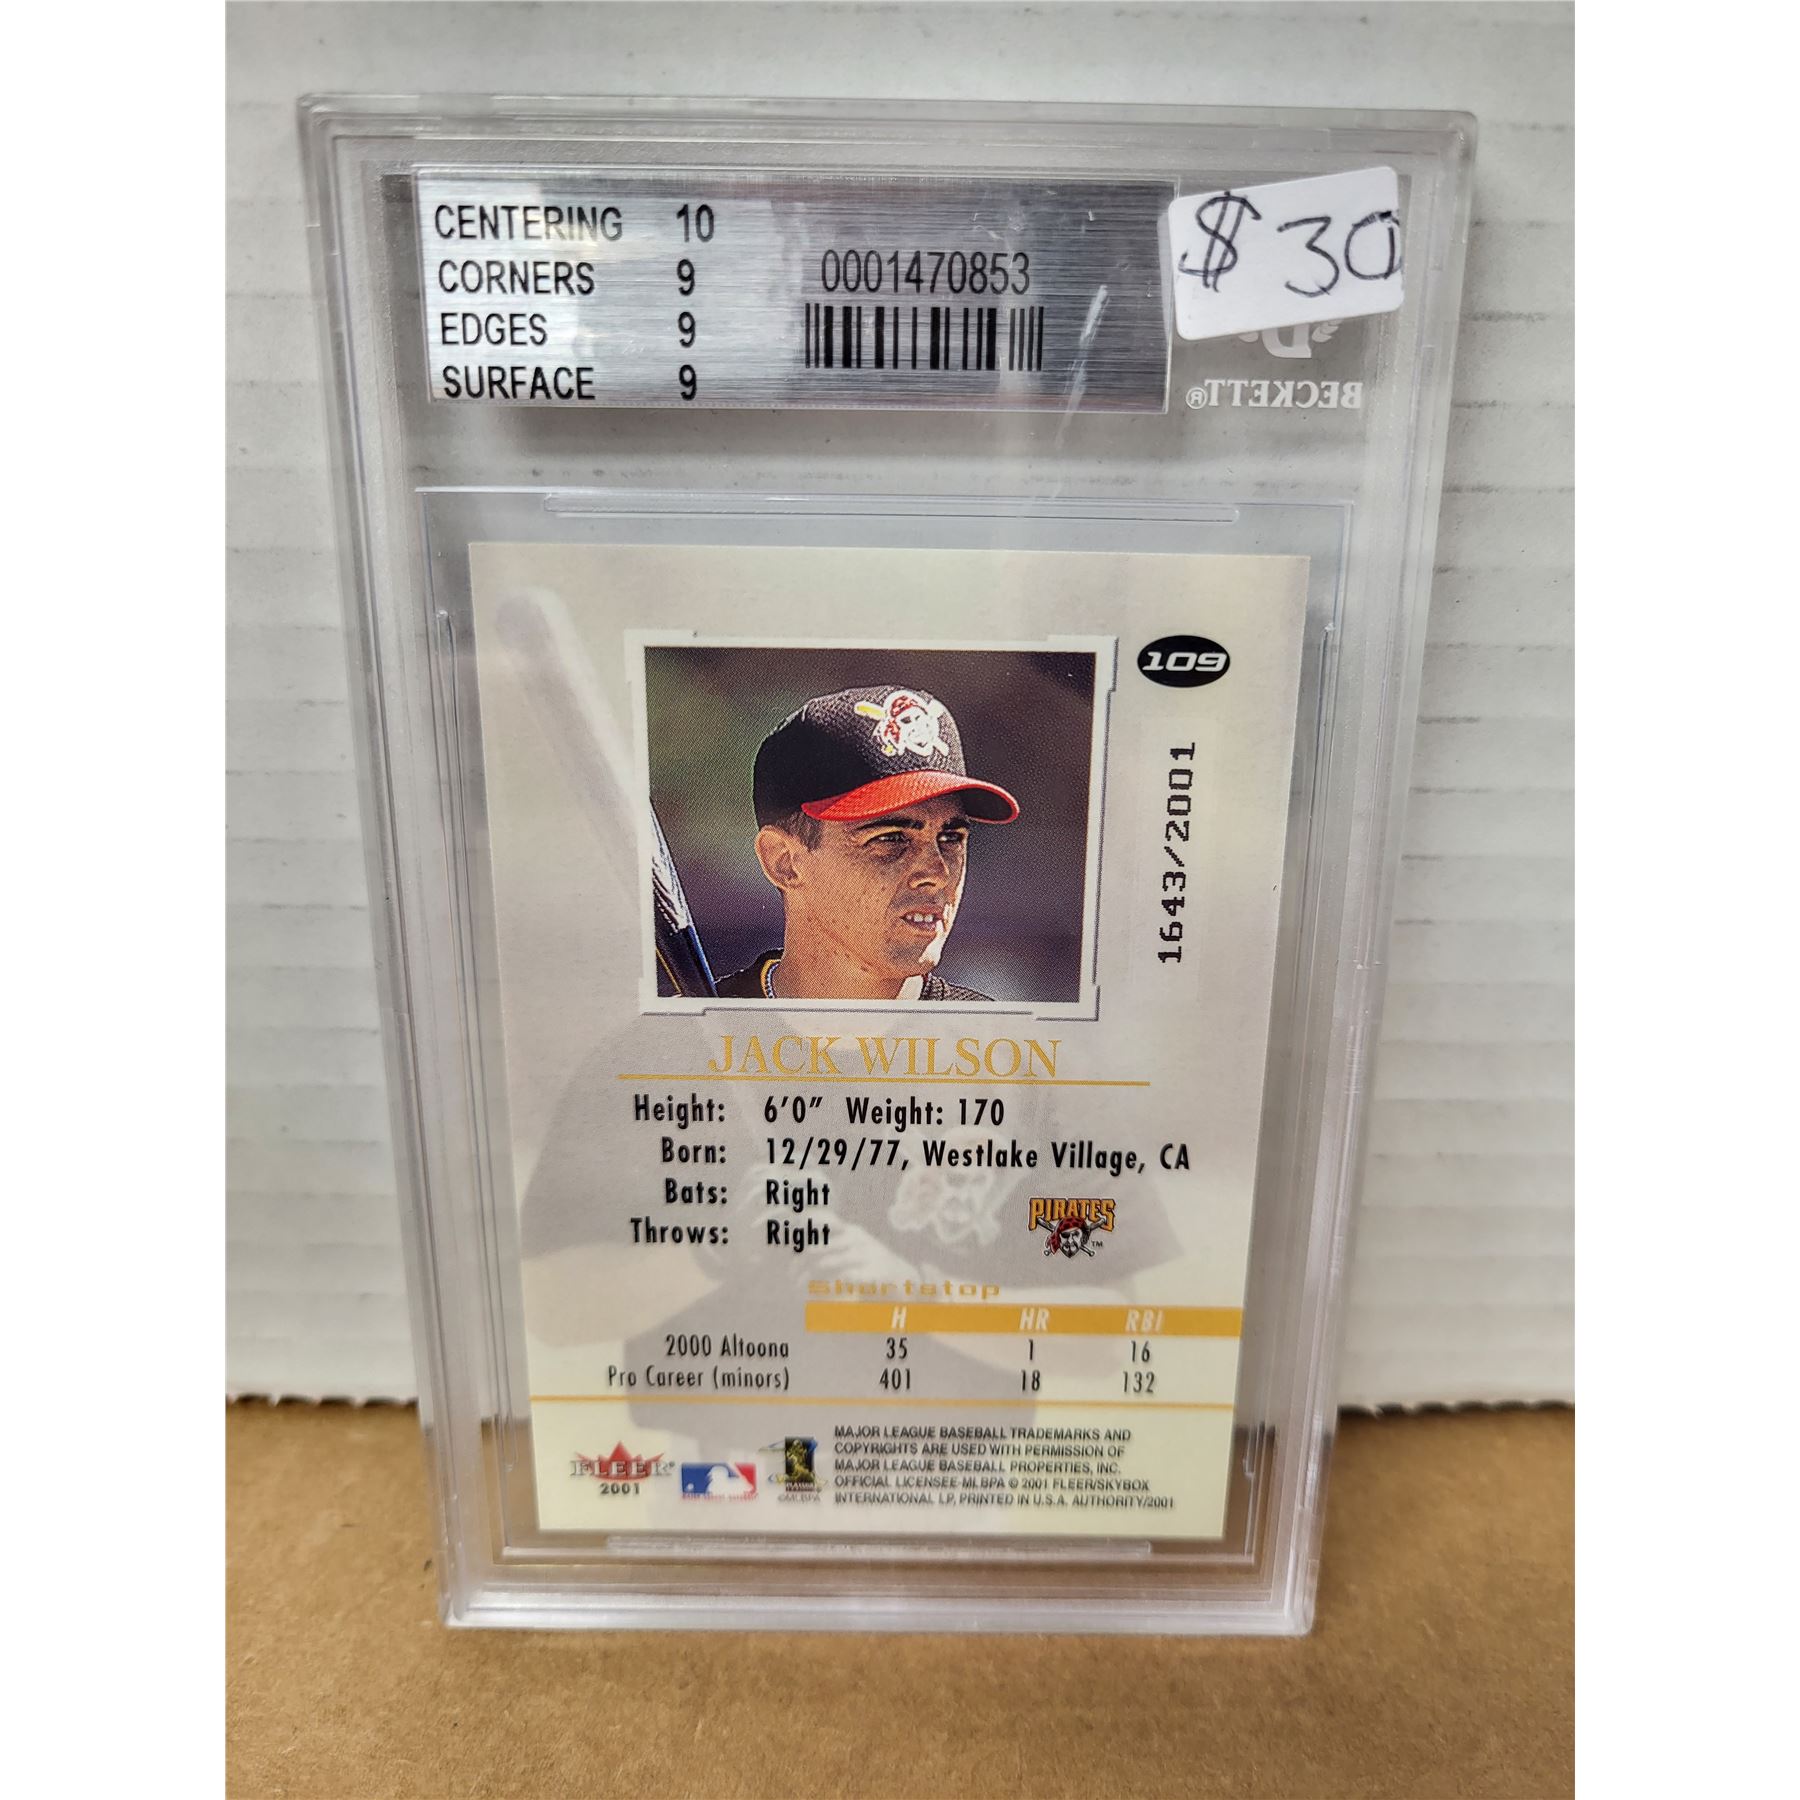 CENTERING 10
CORNERS 9
EDGES 9
SURFACE 9
0001470853
$30
BECKETT®
109
1643/2001
JACK WILSON
Height: 6'0" Weight: 170
Born: 12/29/77, Westlake Village, CA
Bats: Right
Throws: Right
PIRATES
TM
Shortstop
H HR RBI
2000 Altoona 35 1 16
Pro Career (minors) 401 18 132
FLEER®
2001
©MLBPA
MAJOR LEAGUE BASEBALL TRADEMARKS AND
COPYRIGHTS ARE USED WITH PERMISSION OF
MAJOR LEAGUE BASEBALL PROPERTIES, INC.
OFFICIAL LICENSEE-MLBPA © 2001 FLEER/SKYBOX
INTERNATIONAL LP, PRINTED IN U.S.A. AUTHORITY/2001